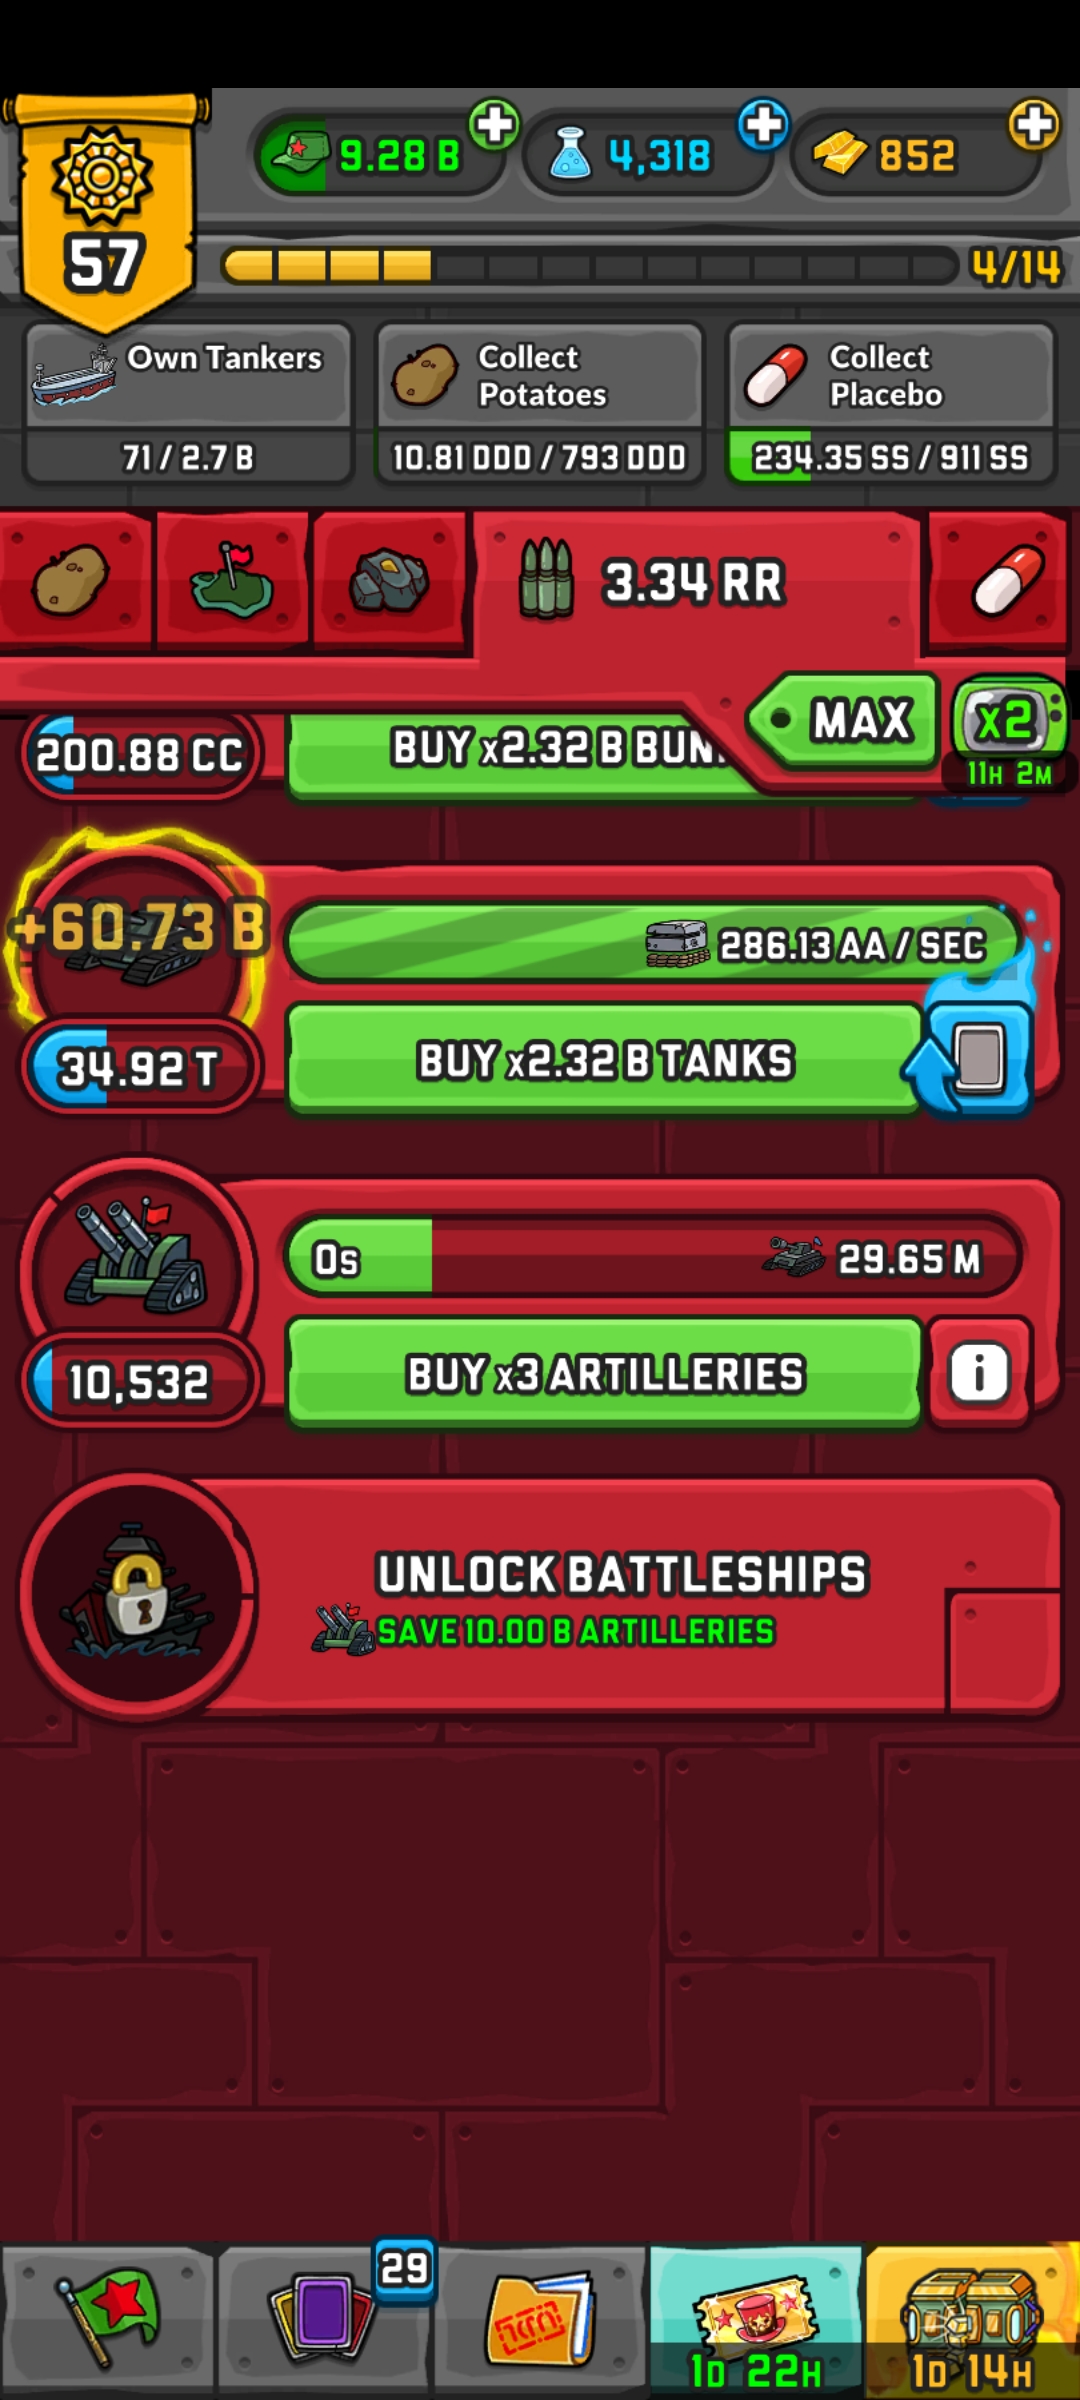 57
9.28 B
4,318
852
4/14
Own Tankers
71 / 2.7 B
Collect
Potatoes
10.81 DDD / 793 DDD
Collect
Placebo
234.35 SS / 911 SS
3.34 RR
MAX
x2
11H 2M
200.88 CC
BUY x2.32 B BUN
+60.73 B
286.13 AA / SEC
34.92 T
BUY x2.32 B TANKS
0s
29.65 M
10,532
BUY x3 ARTILLERIES
i
UNLOCK BATTLESHIPS
SAVE 10.00 B ARTILLERIES
29
1D 22H
1D 14H